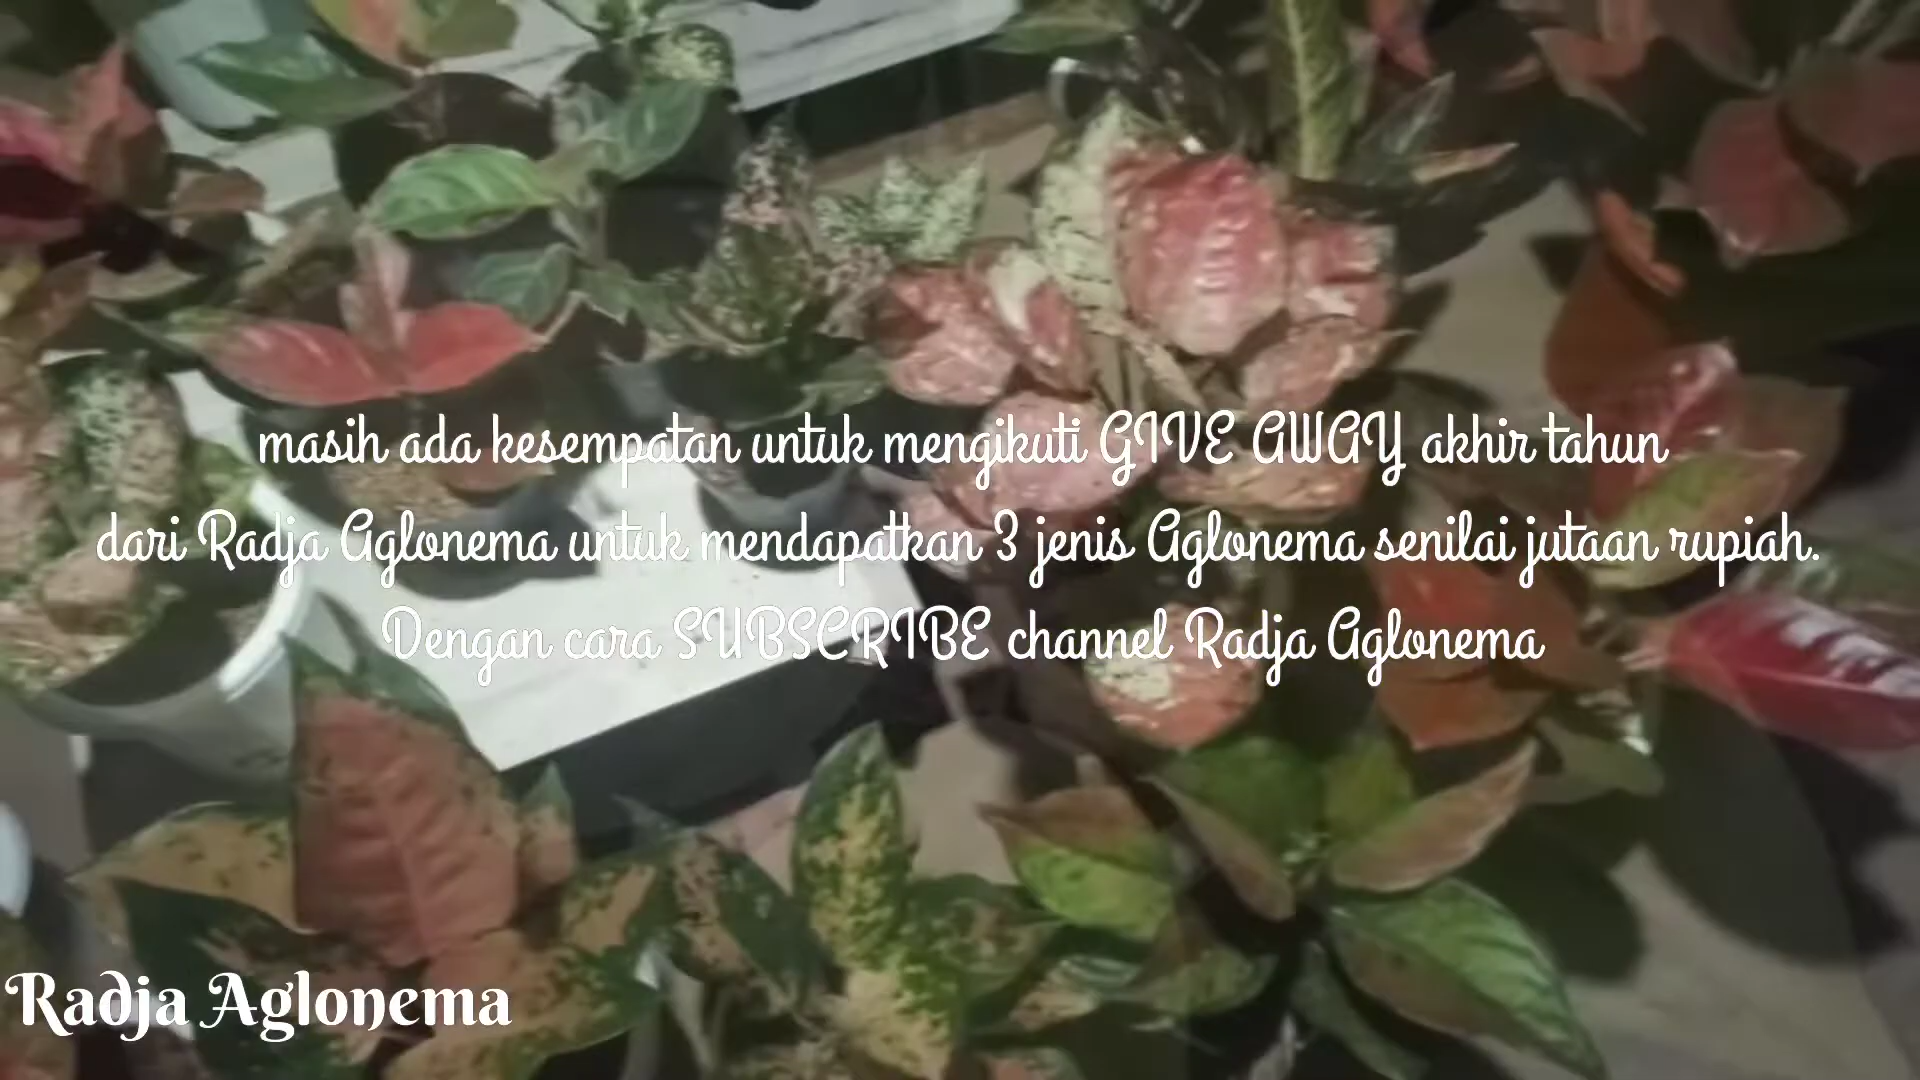 masih ada kesempatan untuk mengikuti GIVE AWAY akhir tahun
dari Radja Aglonema untuk mendapatkan 3 jenis Aglonema senilai jutaan rupiah.
Dengan cara SUBSCRIBE channel Radja Aglonema
Radja Aglonema